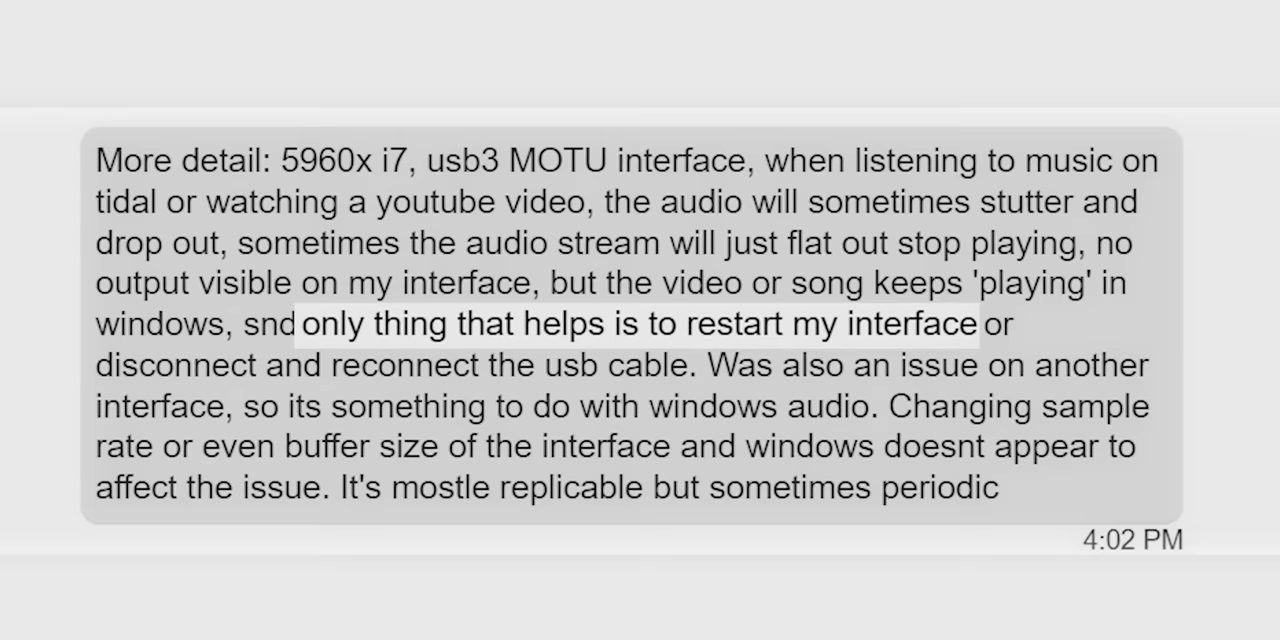 More detail: 5960x i7, usb3 MOTU interface, when listening to music on
tidal or watching a youtube video, the audio will sometimes stutter and
drop out, sometimes the audio stream will just flat out stop playing, no
output visible on my interface, but the video or song keeps 'playing' in
windows, snd only thing that helps is to restart my interface or
disconnect and reconnect the usb cable. Was also an issue on another
interface, so its something to do with windows audio. Changing sample
rate or even buffer size of the interface and windows doesnt appear to
affect the issue. It's mostle replicable but sometimes periodic
4:02 PM